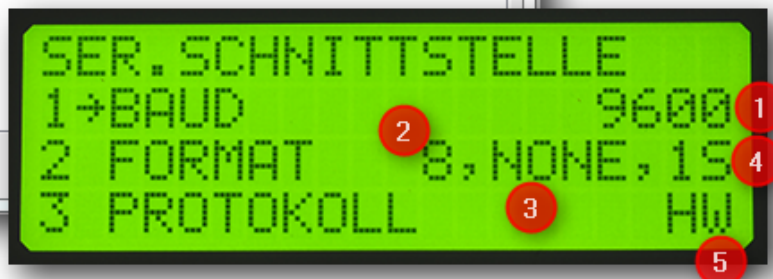 SER.SCHNITTSTELLE
1→BAUD 9600 1
2
2 FORMAT 8,NONE,1S 4
3 PROTOKOLL 3 HW
5